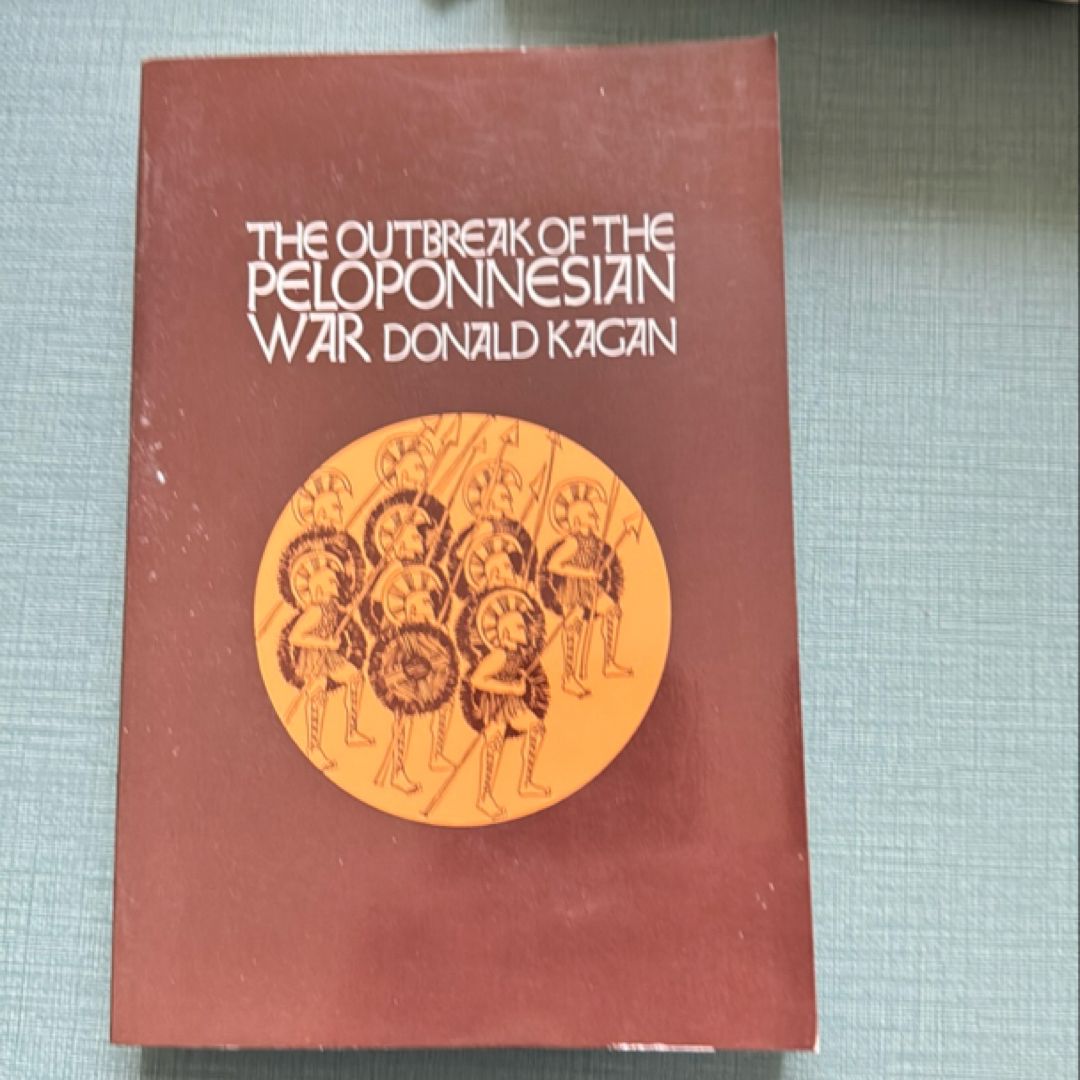 THE OUTBREAK OF THE
PELOPONNESIAN
WAR DONALD KAGAN